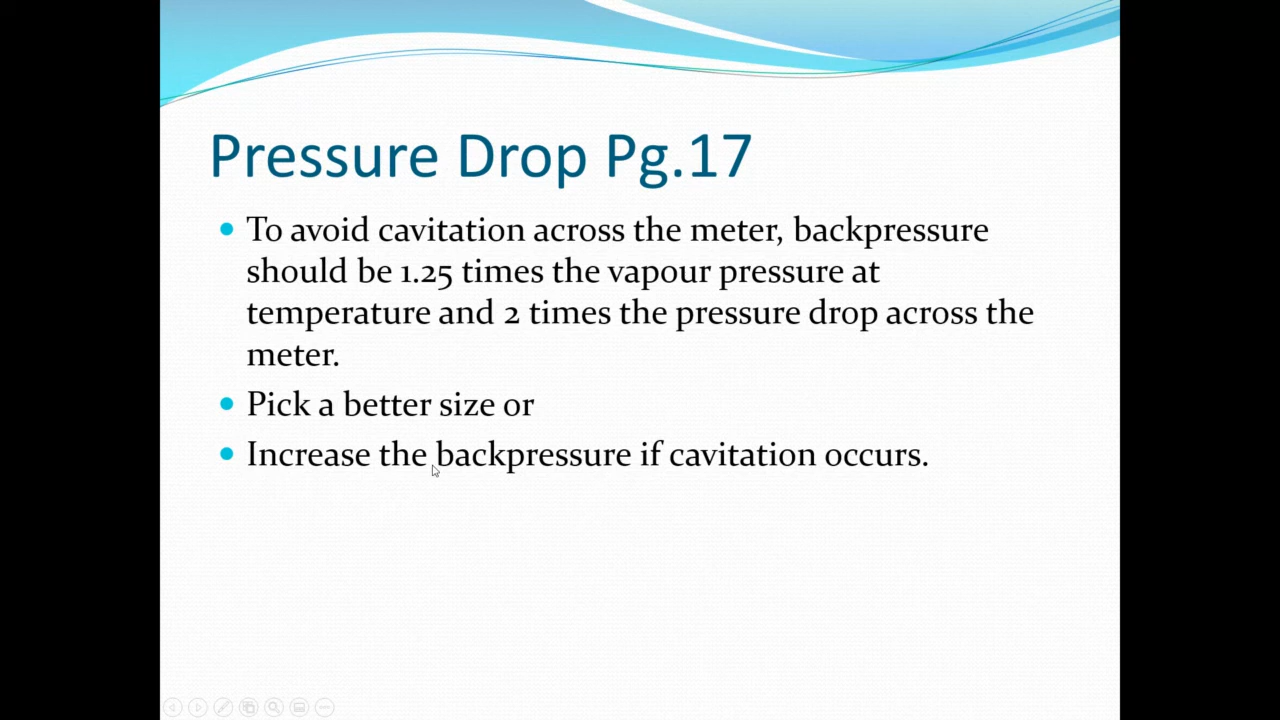 Pressure Drop Pg.17
To avoid cavitation across the meter, backpressure
should be 1.25 times the vapour pressure at
temperature and 2 times the pressure drop across the
meter.
Pick a better size or
Increase the backpressure if cavitation occurs.